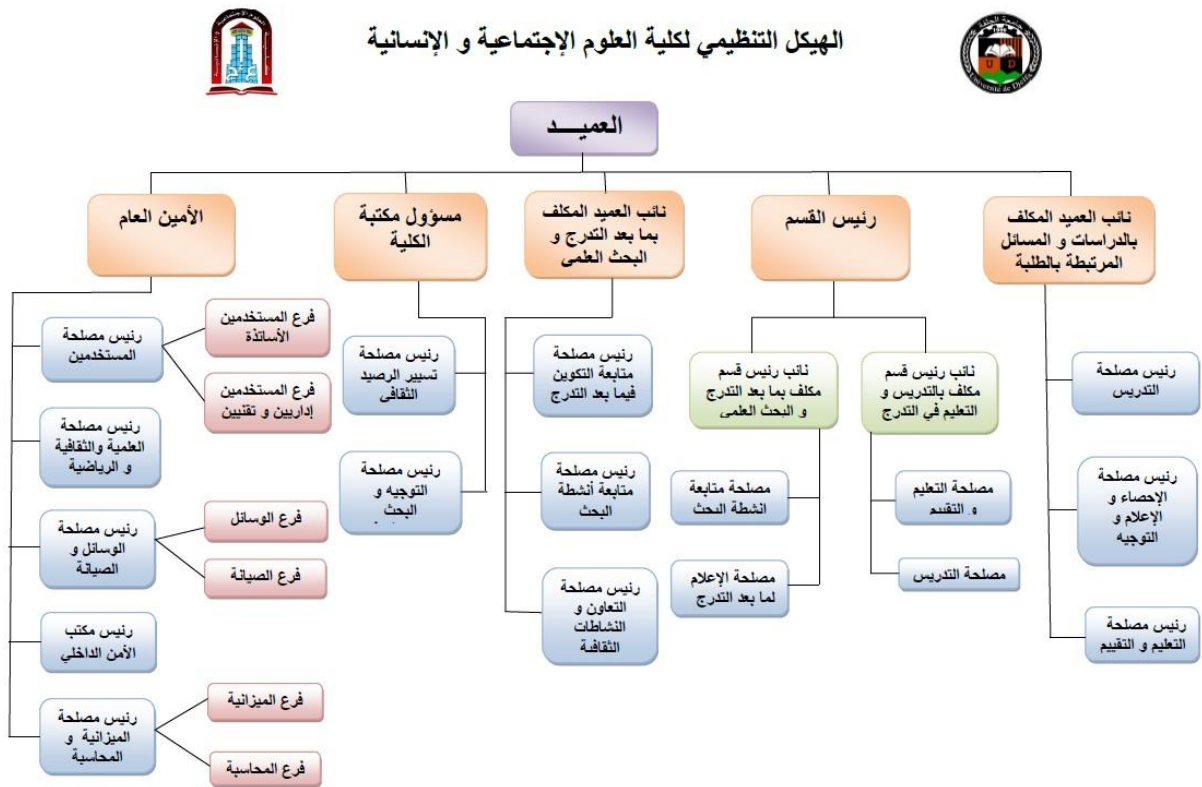 الهيكل التنظيمي لكلية العلوم الإجتماعية و الإنسانية
Université de Djelfa
العميـــد
نائب العميد المكلف
بالدراسات و المسائل
المرتبطة بالطلبة
رئيس القسم
نائب العميد المكلف
بما بعد التدرج و
البحث العلمي
مسؤول مكتبة
الكلية
الأمين العام
رئيس مصلحة
التدريس
رئيس مصلحة
الإحصاء و
الإعلام و
التوجيه
رئيس مصلحة
التعليم و التقييم
نائب رئيس قسم
مكلف بالتدريس و
التعليم في التدرج
مصلحة التعليم
و التقييم
مصلحة التدريس
نائب رئيس قسم
مكلف بما بعد التدرج
و البحث العلمي
مصلحة متابعة
انشطة البحث
مصلحة الإعلام
لما بعد التدرج
رئيس مصلحة
متابعة التكوين
فيما بعد التدرج
رئيس مصلحة
متابعة أنشطة
البحث
رئيس مصلحة
التعاون و
النشاطات
الثقافية
رئيس مصلحة
تسيير الرصيد
الثقافي
رئيس مصلحة
التوجيه و
البحث
رئيس مصلحة
المستخدمين
فرع المستخدمين
الأساتذة
فرع المستخدمين
إداريين و تقنيين
رئيس مصلحة
العلمية والثقافية
و الرياضية
رئيس مصلحة
الوسائل و
الصيانة
فرع الوسائل
فرع الصيانة
رئيس مكتب
الأمن الداخلي
رئيس مصلحة
الميزانية و
المحاسبة
فرع الميزانية
فرع المحاسبة